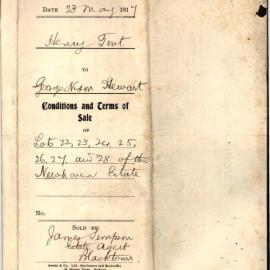 DATE 23 May 1917
Henry Tint
TO
George Nixon Stewart
Conditions and Terms of
Sale
OF
Lots 22, 23, 24, 25,
26, 27, and 28 of the
Newhaven Estate
No.
SOLD BY
James Simpson
Estate Agent
Blacktown